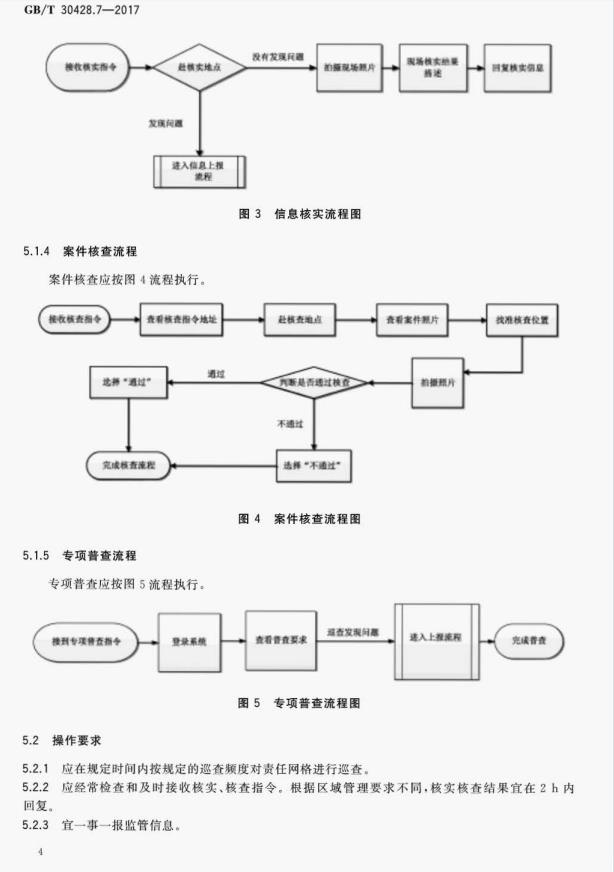 GB/T 30428.7—2017
接收核实指令
赴核实地点
没有发现问题
拍摄现场照片
现场核实结果
描述
回复核实信息
发现问题
进入信息上报
流程
图 3 信息核实流程图
5.1.4 案件核查流程
案件核查应按图 4 流程执行。
接收核查指令
查看核查指令地址
赴核查地点
查看案件照片
找准核查位置
选择“通过”
通过
判断是否通过核查
拍摄照片
不通过
完成核查流程
选择“不通过”
图 4 案件核查流程图
5.1.5 专项普查流程
专项普查应按图 5 流程执行。
接到专项普查指令
登录系统
查看普查要求
巡查发现问题
进入上报流程
完成普查
图 5 专项普查流程图
5.2 操作要求
5.2.1 应在规定时间内按规定的巡查频度对责任网格进行巡查。
5.2.2 应经常检查和及时接收核实、核查指令。根据区域管理要求不同,核实核查结果宜在 2 h 内
回复。
5.2.3 宜一事一报监管信息。
4